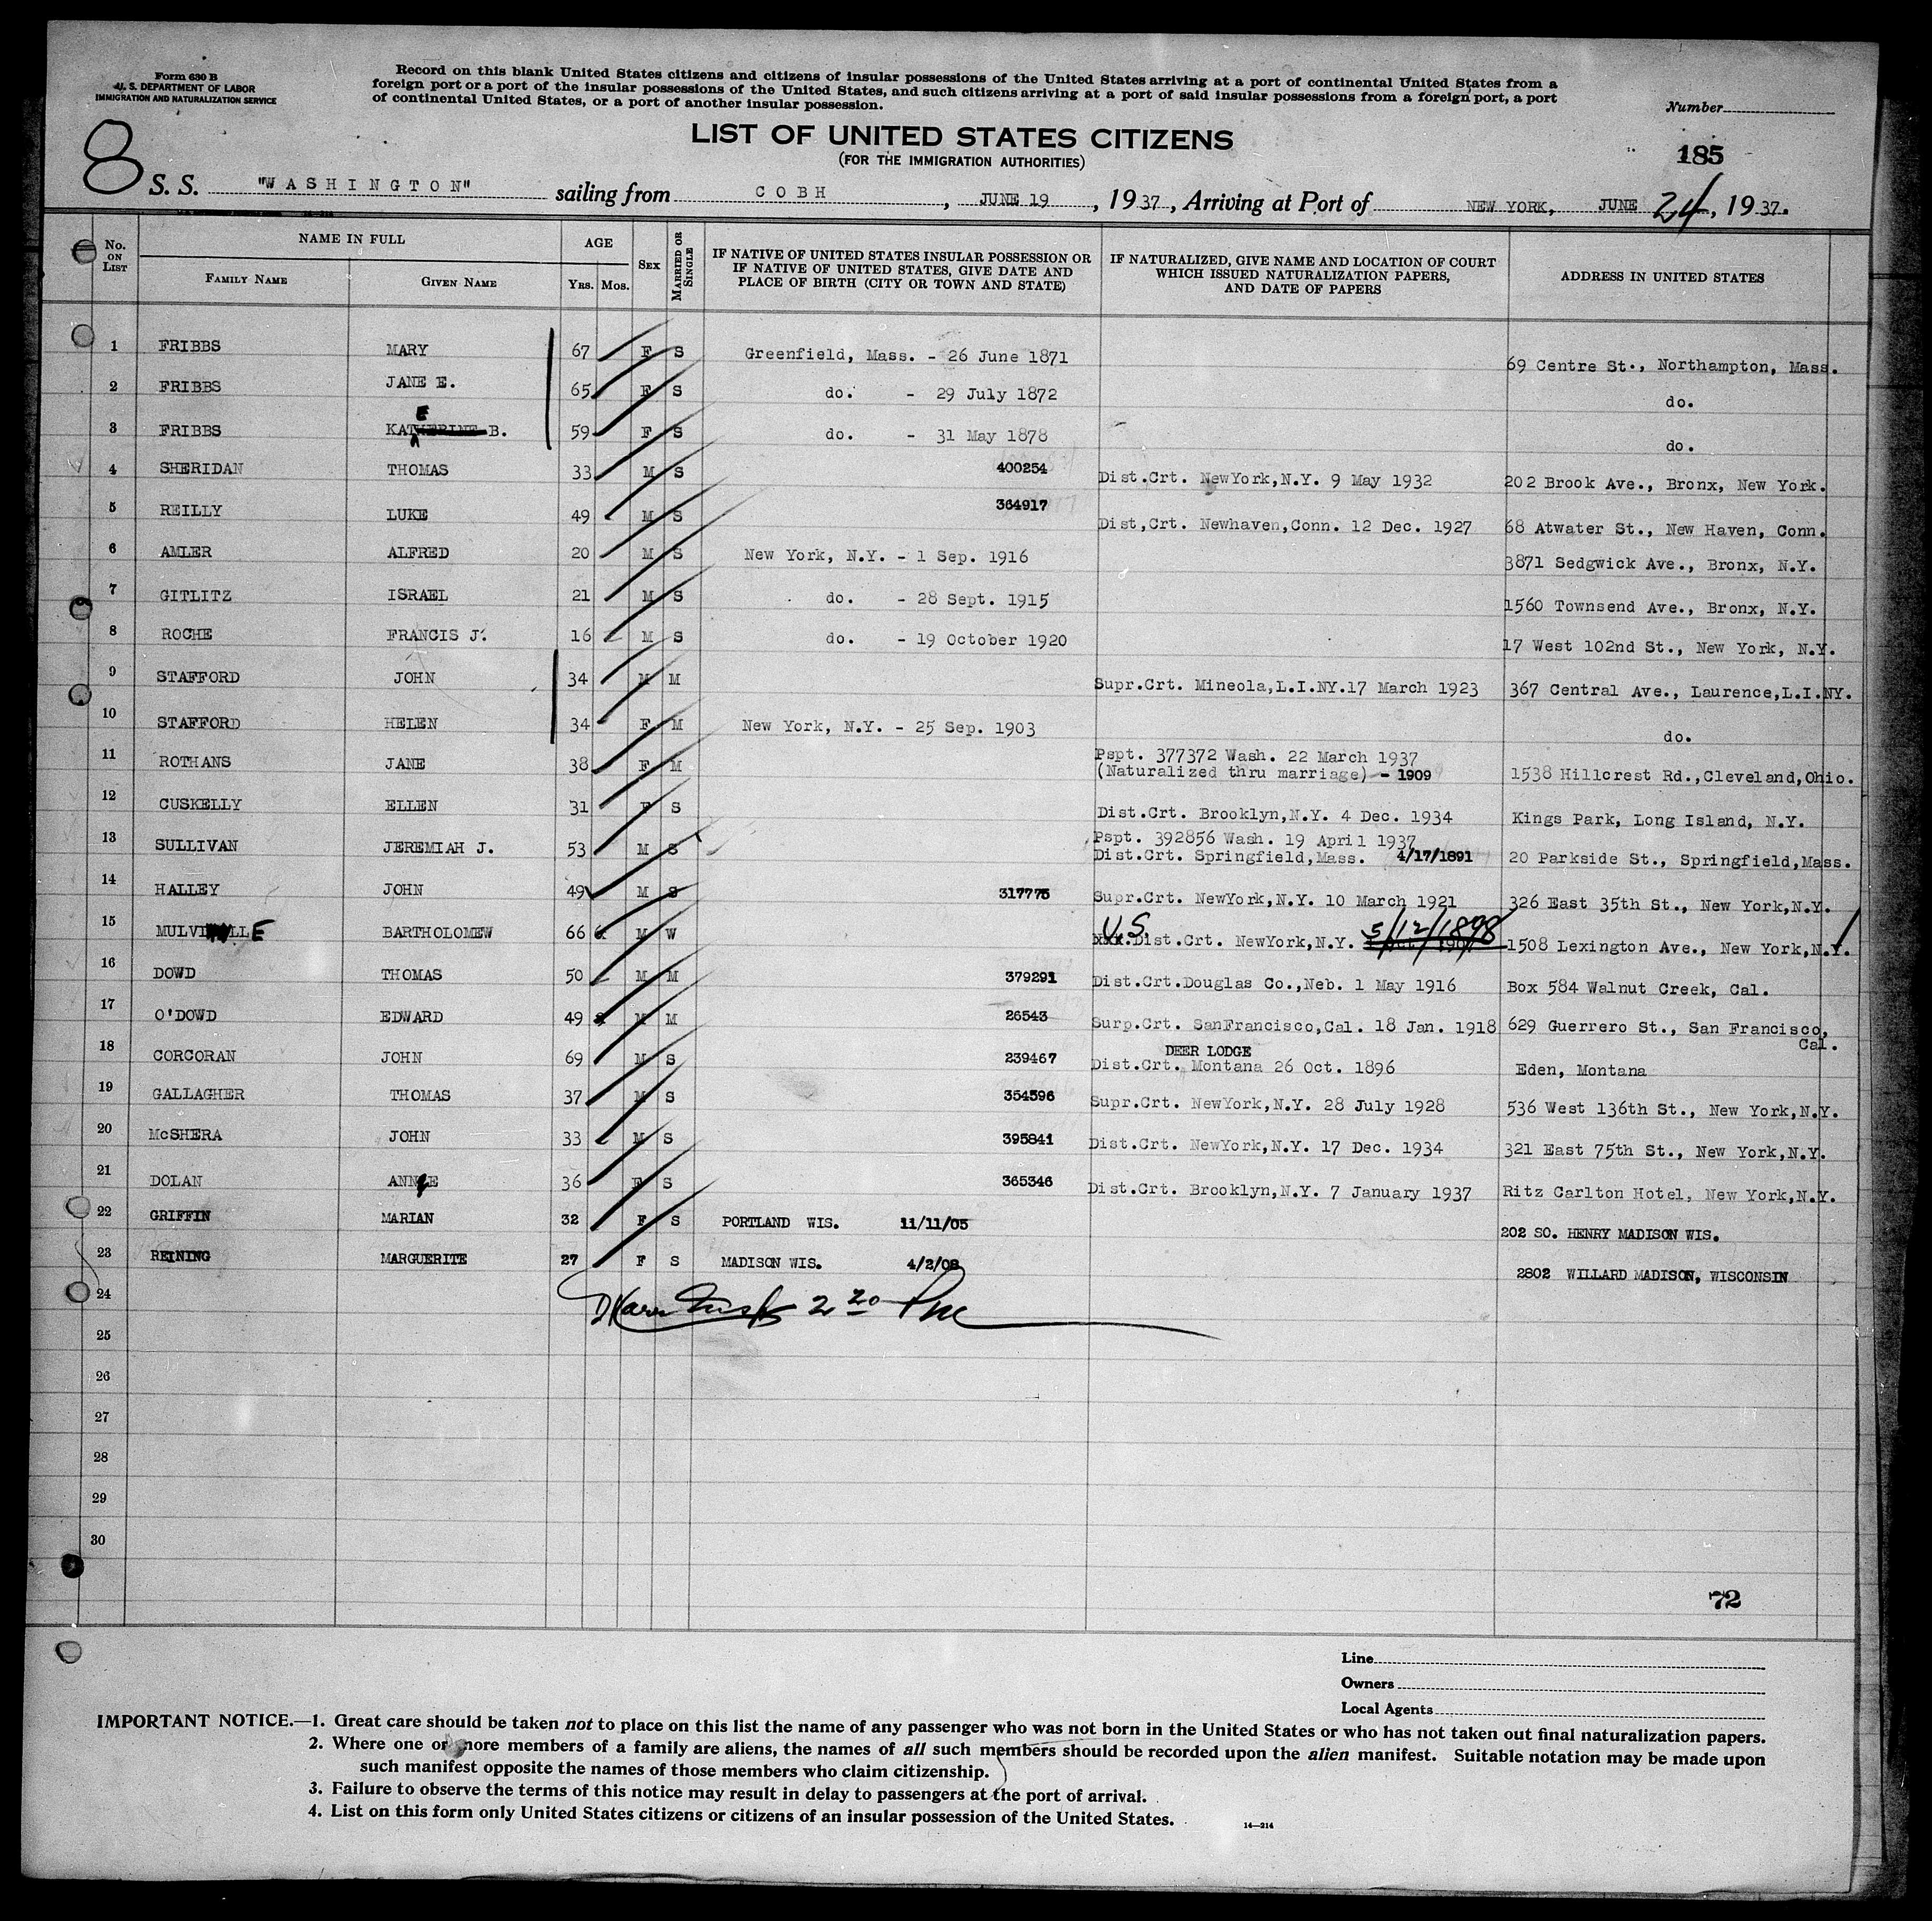 Form 630 B
U. S. DEPARTMENT OF LABOR
IMMIGRATION AND NATURALIZATION SERVICE
Record on this blank United States citizens and citizens of insular possessions of the United States arriving at a port of continental United States from a
foreign port or a port of the insular possessions of the United States, and such citizens arriving at a port of said insular possessions from a foreign port, a port
of continental United States, or a port of another insular possession.
Number
LIST OF UNITED STATES CITIZENS
(FOR THE IMMIGRATION AUTHORITIES)
185
8 S. S. "WASHINGTON" sailing from COBH, JUNE 19, 1937, Arriving at Port of NEW YORK, JUNE 24, 1937.
No. ON LIST NAME IN FULL FAMILY NAME GIVEN NAME AGE YRS. MOS. SEX MARRIED OR SINGLE IF NATIVE OF UNITED STATES INSULAR POSSESSION OR IF NATIVE OF UNITED STATES, GIVE DATE AND PLACE OF BIRTH (CITY OR TOWN AND STATE) IF NATURALIZED, GIVE NAME AND LOCATION OF COURT WHICH ISSUED NATURALIZATION PAPERS, AND DATE OF PAPERS ADDRESS IN UNITED STATES
1 FRIBBS MARY 67 F S Greenfield, Mass. - 26 June 1871 69 Centre St., Northampton, Mass.
2 FRIBBS JANE E. 65 F S do. - 29 July 1872 do.
3 FRIBBS KATHERINE B. E 59 F S do. - 31 May 1878 do.
4 SHERIDAN THOMAS 33 M S 400254 Dist.Crt. NewYork,N.Y. 9 May 1932 202 Brook Ave., Bronx, New York.
5 REILLY LUKE 49 M S 364917 Dist,Crt. Newhaven,Conn. 12 Dec. 1927 68 Atwater St., New Haven, Conn.
6 AMLER ALFRED 20 M S New York, N.Y. - 1 Sep. 1916 3871 Sedgwick Ave., Bronx, N.Y.
7 GITLITZ ISRAEL 21 M S do. - 28 Sept. 1915 1560 Townsend Ave., Bronx, N.Y.
8 ROCHE FRANCIS J. 16 M S do. - 19 October 1920 17 West 102nd St., New York, N.Y.
9 STAFFORD JOHN 34 M M Supr.Crt. Mineola,L.I.NY.17 March 1923 367 Central Ave., Laurence,L.I.NY.
10 STAFFORD HELEN 34 F M New York, N.Y. - 25 Sep. 1903 do.
11 ROTHANS JANE 38 F M Pspt. 377372 Wash. 22 March 1937
(Naturalized thru marriage) - 1909 1538 Hillcrest Rd.,Cleveland,Ohio.
12 CUSKELLY ELLEN 31 F S Dist.Crt. Brooklyn,N.Y. 4 Dec. 1934 Kings Park, Long Island, N.Y.
13 SULLIVAN JEREMIAH J. 53 M S Pspt. 392856 Wash. 19 April 1937
Dist.Crt. Springfield,Mass. 4/17/1891 20 Parkside St., Springfield,Mass.
14 HALLEY JOHN 49 M S 317775 Supr.Crt. NewYork,N.Y. 10 March 1921 326 East 35th St., New York,N.Y.
15 MULVILLE BARTHOLOMEW 66 M W U.S. Dist.Crt. NewYork,N.Y. 5/12/1898 1508 Lexington Ave., New York,N.Y.
16 DOWD THOMAS 50 M M 379291 Dist.Crt.Douglas Co.,Neb. 1 May 1916 Box 584 Walnut Creek, Cal.
17 O'DOWD EDWARD 49 M M 26543 Surp.Crt. SanFrancisco,Cal. 18 Jan. 1918 629 Guerrero St., San Francisco,
Cal.
18 CORCORAN JOHN 69 M S 239467 DEER LODGE
Dist.Crt. Montana 26 Oct. 1896 Eden, Montana
19 GALLAGHER THOMAS 37 M S 354596 Supr.Crt. NewYork,N.Y. 28 July 1928 536 West 136th St., New York,N.Y.
20 McSHERA JOHN 33 M S 395841 Dist.Crt. NewYork,N.Y. 17 Dec. 1934 321 East 75th St., New York,N.Y.
21 DOLAN ANNE 36 F S 365346 Dist.Crt. Brooklyn,N.Y. 7 January 1937 Ritz Carlton Hotel, New York,N.Y.
22 GRIFFIN MARIAN 32 F S PORTLAND WIS. 11/11/05 202 SO. HENRY MADISON WIS.
23 REINING MARGUERITE 27 F S MADISON WIS. 4/2/09 2802 WILLARD MADISON, WISCONSIN
24 2 20
25
26
27
28
29
30
72
Line
Owners
Local Agents
IMPORTANT NOTICE.—1. Great care should be taken not to place on this list the name of any passenger who was not born in the United States or who has not taken out final naturalization papers.
2. Where one or more members of a family are aliens, the names of all such members should be recorded upon the alien manifest. Suitable notation may be made upon
such manifest opposite the names of those members who claim citizenship.
3. Failure to observe the terms of this notice may result in delay to passengers at the port of arrival.
4. List on this form only United States citizens or citizens of an insular possession of the United States.
14—214